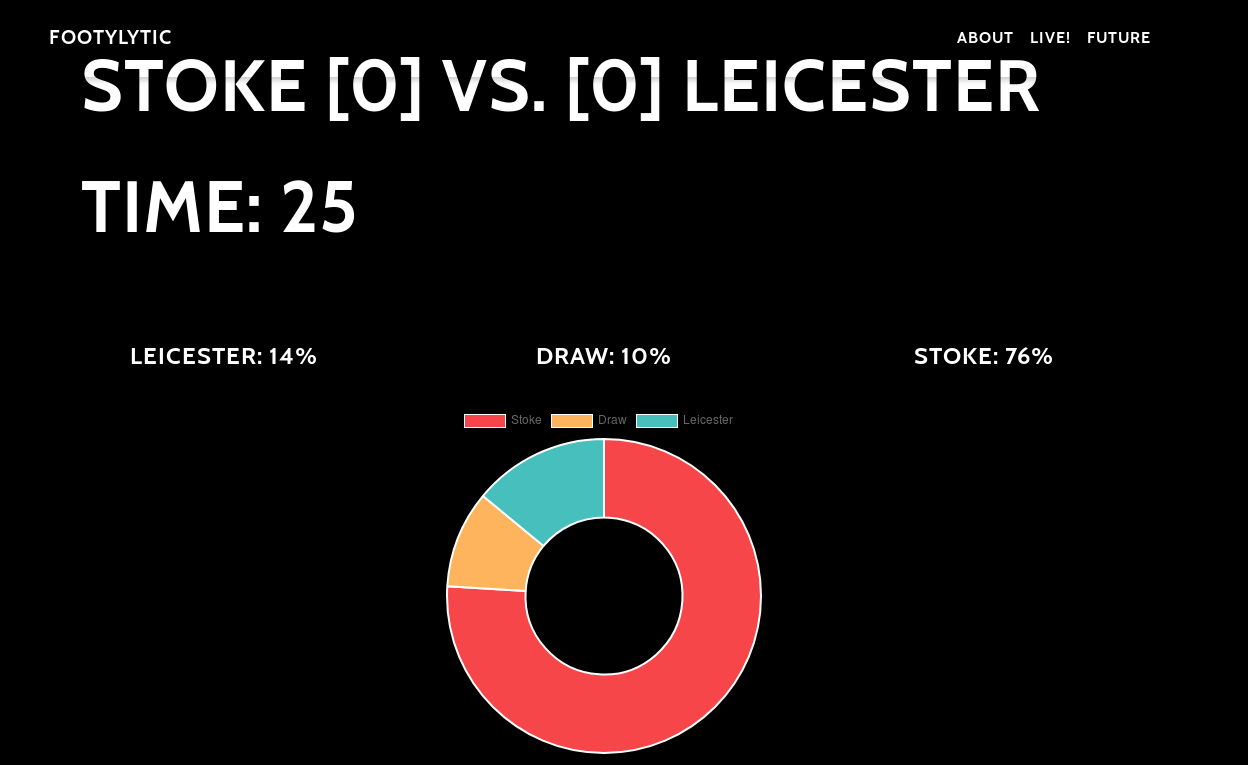 FOOTYLYTIC
ABOUT LIVE! FUTURE
STOKE [0] VS. [0] LEICESTER
TIME: 25
LEICESTER: 14%
DRAW: 10%
STOKE: 76%
Stoke Draw Leicester